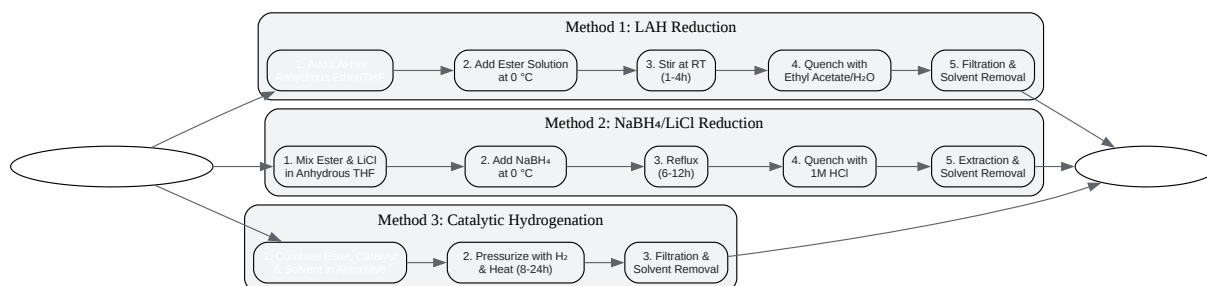 Method 1: LAH Reduction
1. Add LAH in
Anhydrous Ether/THF
2. Add Ester Solution
at 0 °C
3. Stir at RT
(1-4h)
4. Quench with
Ethyl Acetate/H₂O
5. Filtration &
Solvent Removal
Method 2: NaBH₄/LiCl Reduction
1. Mix Ester & LiCl
in Anhydrous THF
2. Add NaBH₄
at 0 °C
3. Reflux
(6-12h)
4. Quench with
1M HCl
5. Extraction &
Solvent Removal
Method 3: Catalytic Hydrogenation
1. Combine Ester, Catalyst
& Solvent in Autoclave
2. Pressurize with H₂
& Heat (8-24h)
3. Filtration &
Solvent Removal